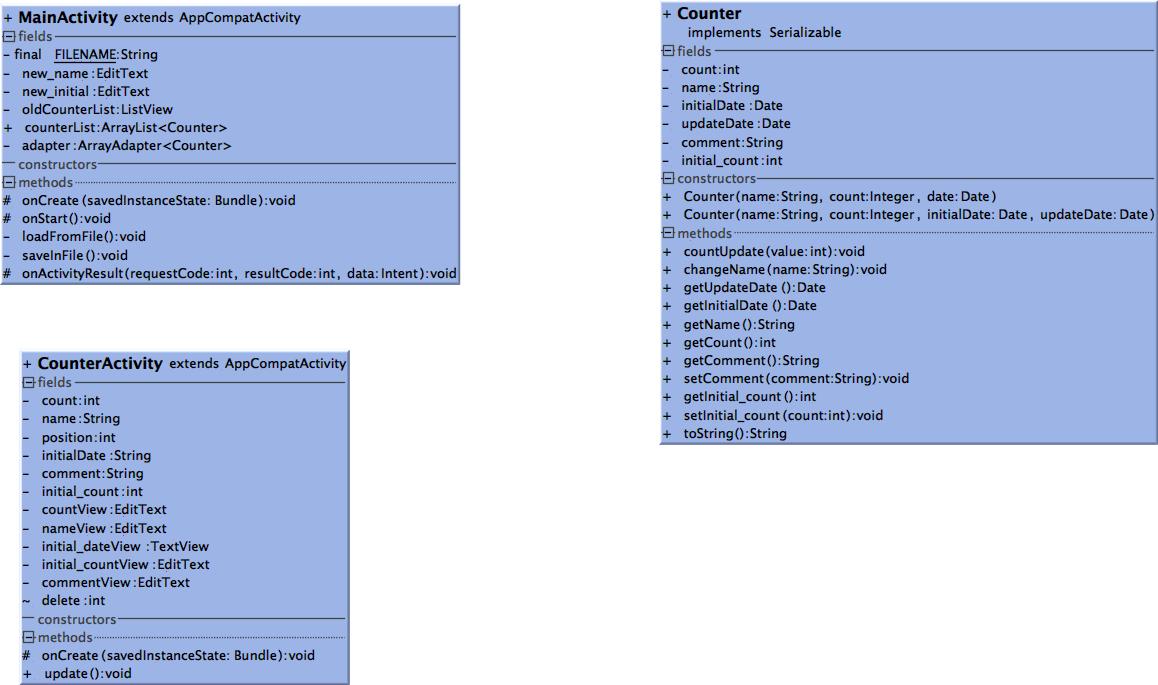 + MainActivity extends AppCompatActivity
fields
- final FILENAME:String
- new_name:EditText
- new_initial:EditText
- oldCounterList:ListView
+ counterList:ArrayList<Counter>
- adapter:ArrayAdapter<Counter>
constructors
methods
# onCreate(savedInstanceState: Bundle):void
# onStart():void
- loadFromFile():void
- saveInFile():void
# onActivityResult(requestCode:int, resultCode:int, data:Intent):void
+ Counter
implements Serializable
fields
- count:int
- name:String
- initialDate:Date
- updateDate:Date
- comment:String
- initial_count:int
constructors
+ Counter(name:String, count:Integer, date:Date)
+ Counter(name:String, count:Integer, initialDate:Date, updateDate:Date)
methods
+ countUpdate(value:int):void
+ changeName(name:String):void
+ getUpdateDate():Date
+ getInitialDate():Date
+ getName():String
+ getCount():int
+ getComment():String
+ setComment(comment:String):void
+ getInitial_count():int
+ setInitial_count(count:int):void
+ toString():String
+ CounterActivity extends AppCompatActivity
fields
- count:int
- name:String
- position:int
- initialDate:String
- comment:String
- initial_count:int
- countView:EditText
- nameView:EditText
- initial_dateView:TextView
- initial_countView:EditText
- commentView:EditText
~ delete:int
constructors
methods
# onCreate(savedInstanceState: Bundle):void
+ update():void